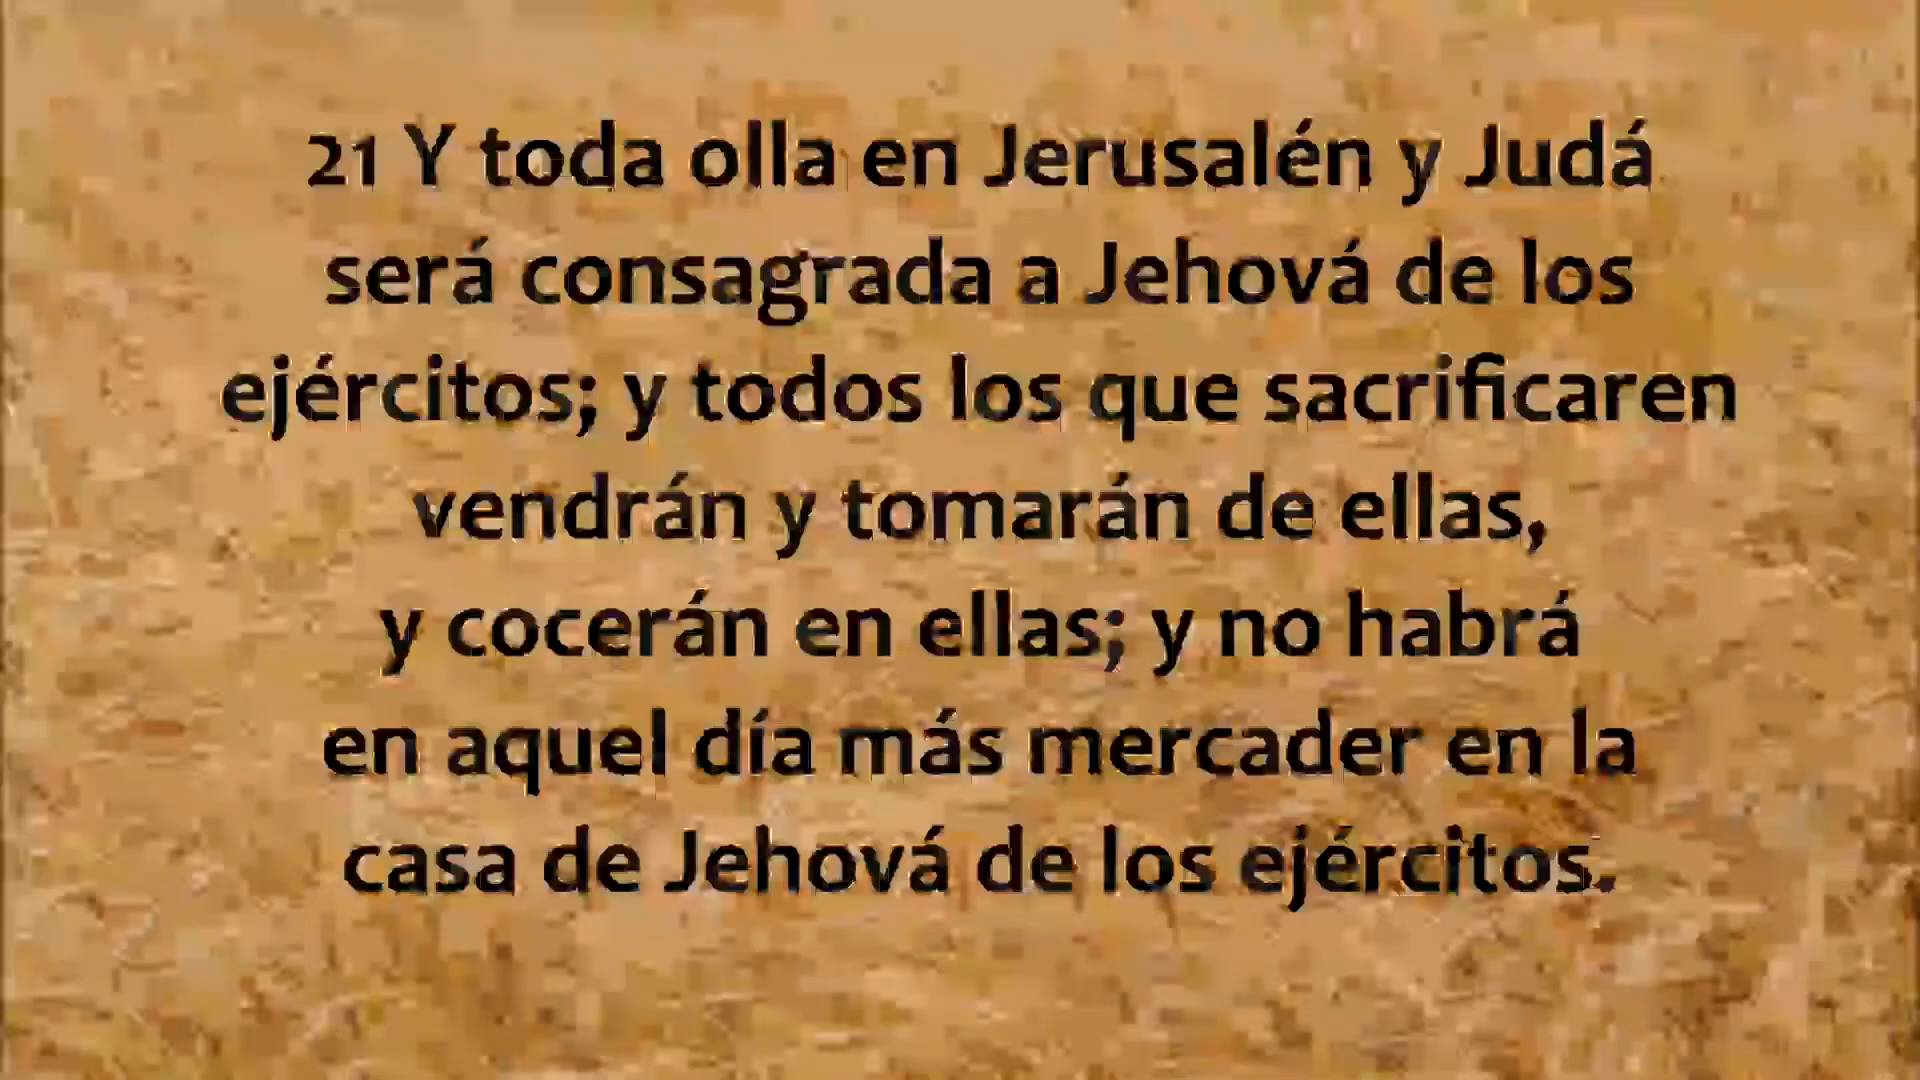 21 Y toda olla en Jerusalén y Judá
será consagrada a Jehová de los
ejércitos; y todos los que sacrificaren
vendrán y tomarán de ellas,
y cocerán en ellas; y no habrá
en aquel día más mercader en la
casa de Jehová de los ejércitos.